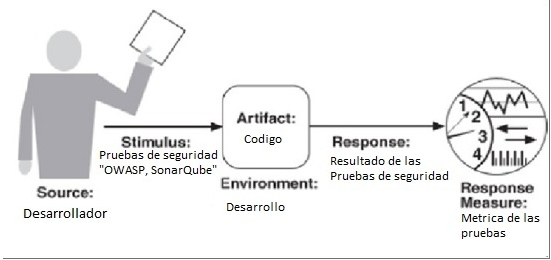 Source:
Desarrollador
Stimulus:
Pruebas de seguridad
"OWASP, SonarQube"
Artifact:
Codigo
Environment:
Desarrollo
Response:
Resultado de las
Pruebas de seguridad
1
2
3
4
Response
Measure:
Metrica de las
pruebas